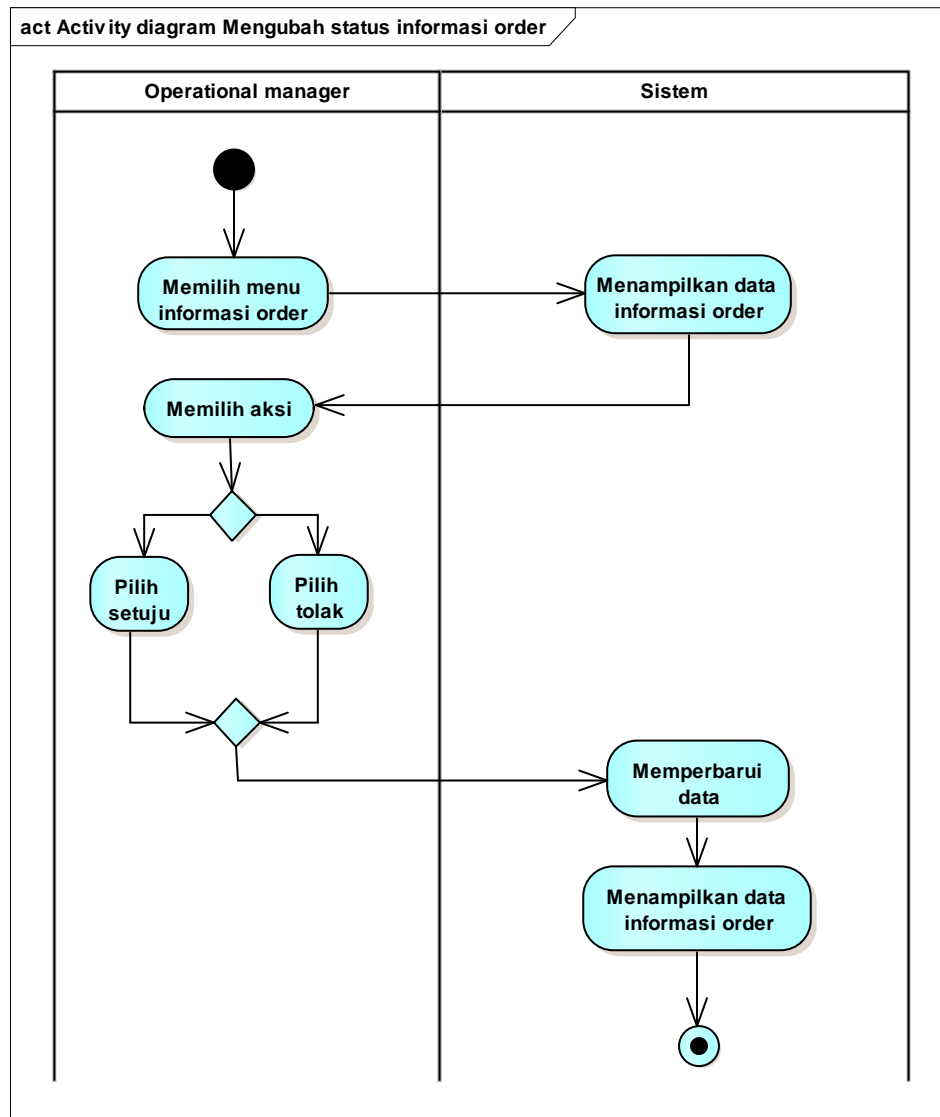 act Activity diagram Mengubah status informasi order
Operational manager
Sistem
Memilih menu
informasi order
Menampilkan data
informasi order
Memilih aksi
Pilih
setuju
Pilih
tolak
Memperbarui
data
Menampilkan data
informasi order